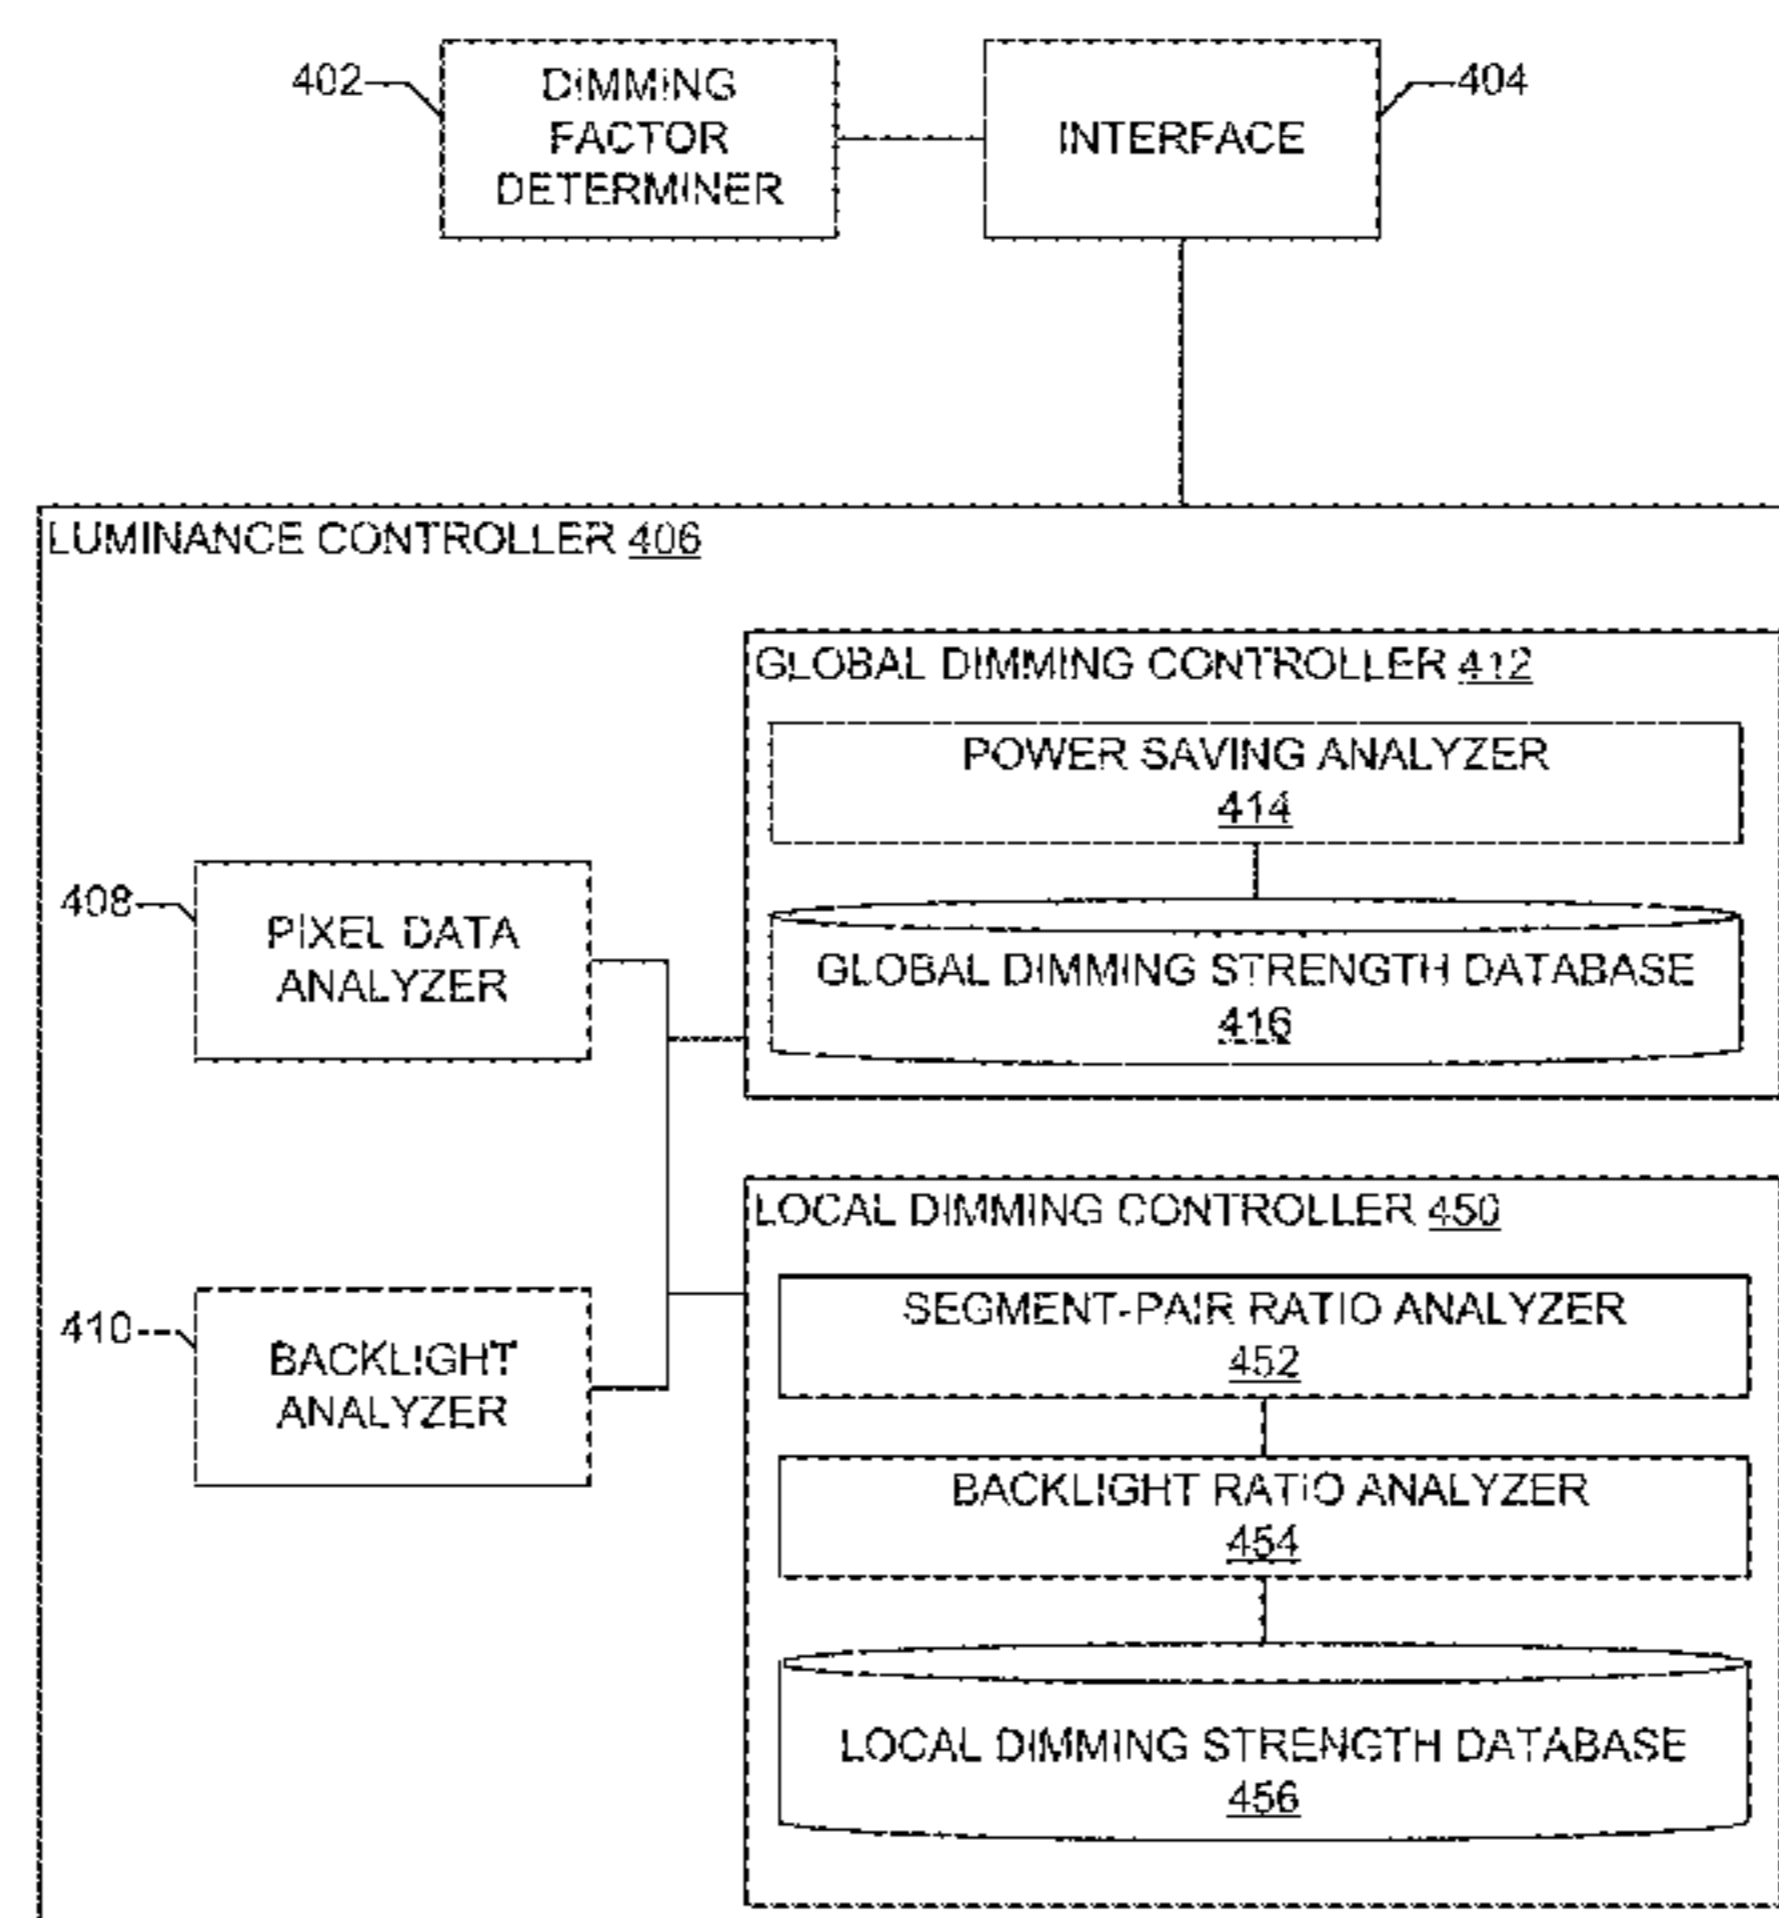 402
DIMMING
FACTOR
DETERMINER
INTERFACE
404
LUMINANCE CONTROLLER 406
GLOBAL DIMMING CONTROLLER 412
POWER SAVING ANALYZER
414
GLOBAL DIMMING STRENGTH DATABASE
416
408
PIXEL DATA
ANALYZER
410
BACKLIGHT
ANALYZER
LOCAL DIMMING CONTROLLER 450
SEGMENT-PAIR RATIO ANALYZER
452
BACKLIGHT RATIO ANALYZER
454
LOCAL DIMMING STRENGTH DATABASE
456